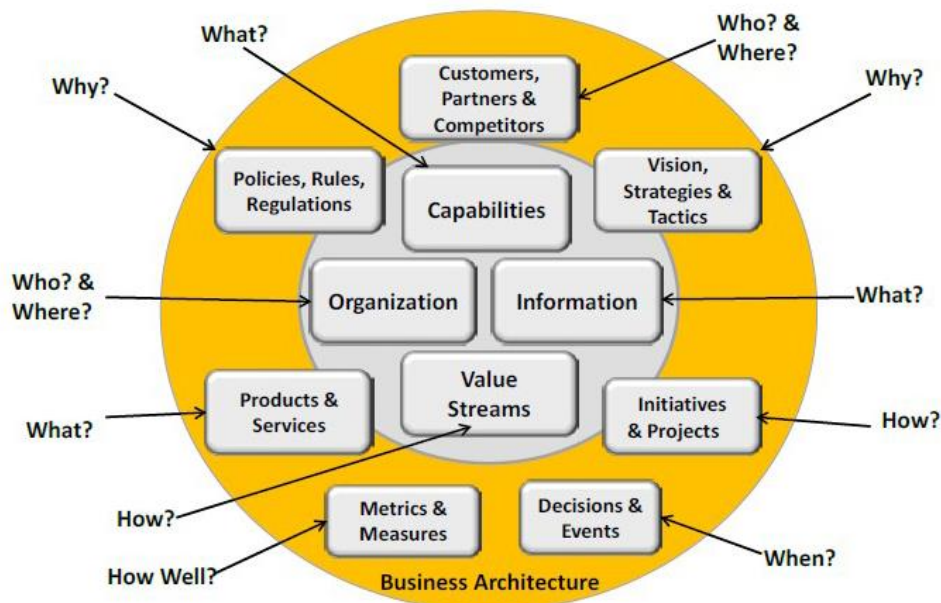 What?
Who? &
Where?
Why?
Why?
Customers,
Partners &
Competitors
Policies, Rules,
Regulations
Capabilities
Vision,
Strategies &
Tactics
Who? &
Where?
Organization
Information
What?
What?
Products &
Services
Value
Streams
Initiatives
& Projects
How?
How?
Metrics &
Measures
Decisions &
Events
How Well?
When?
Business Architecture